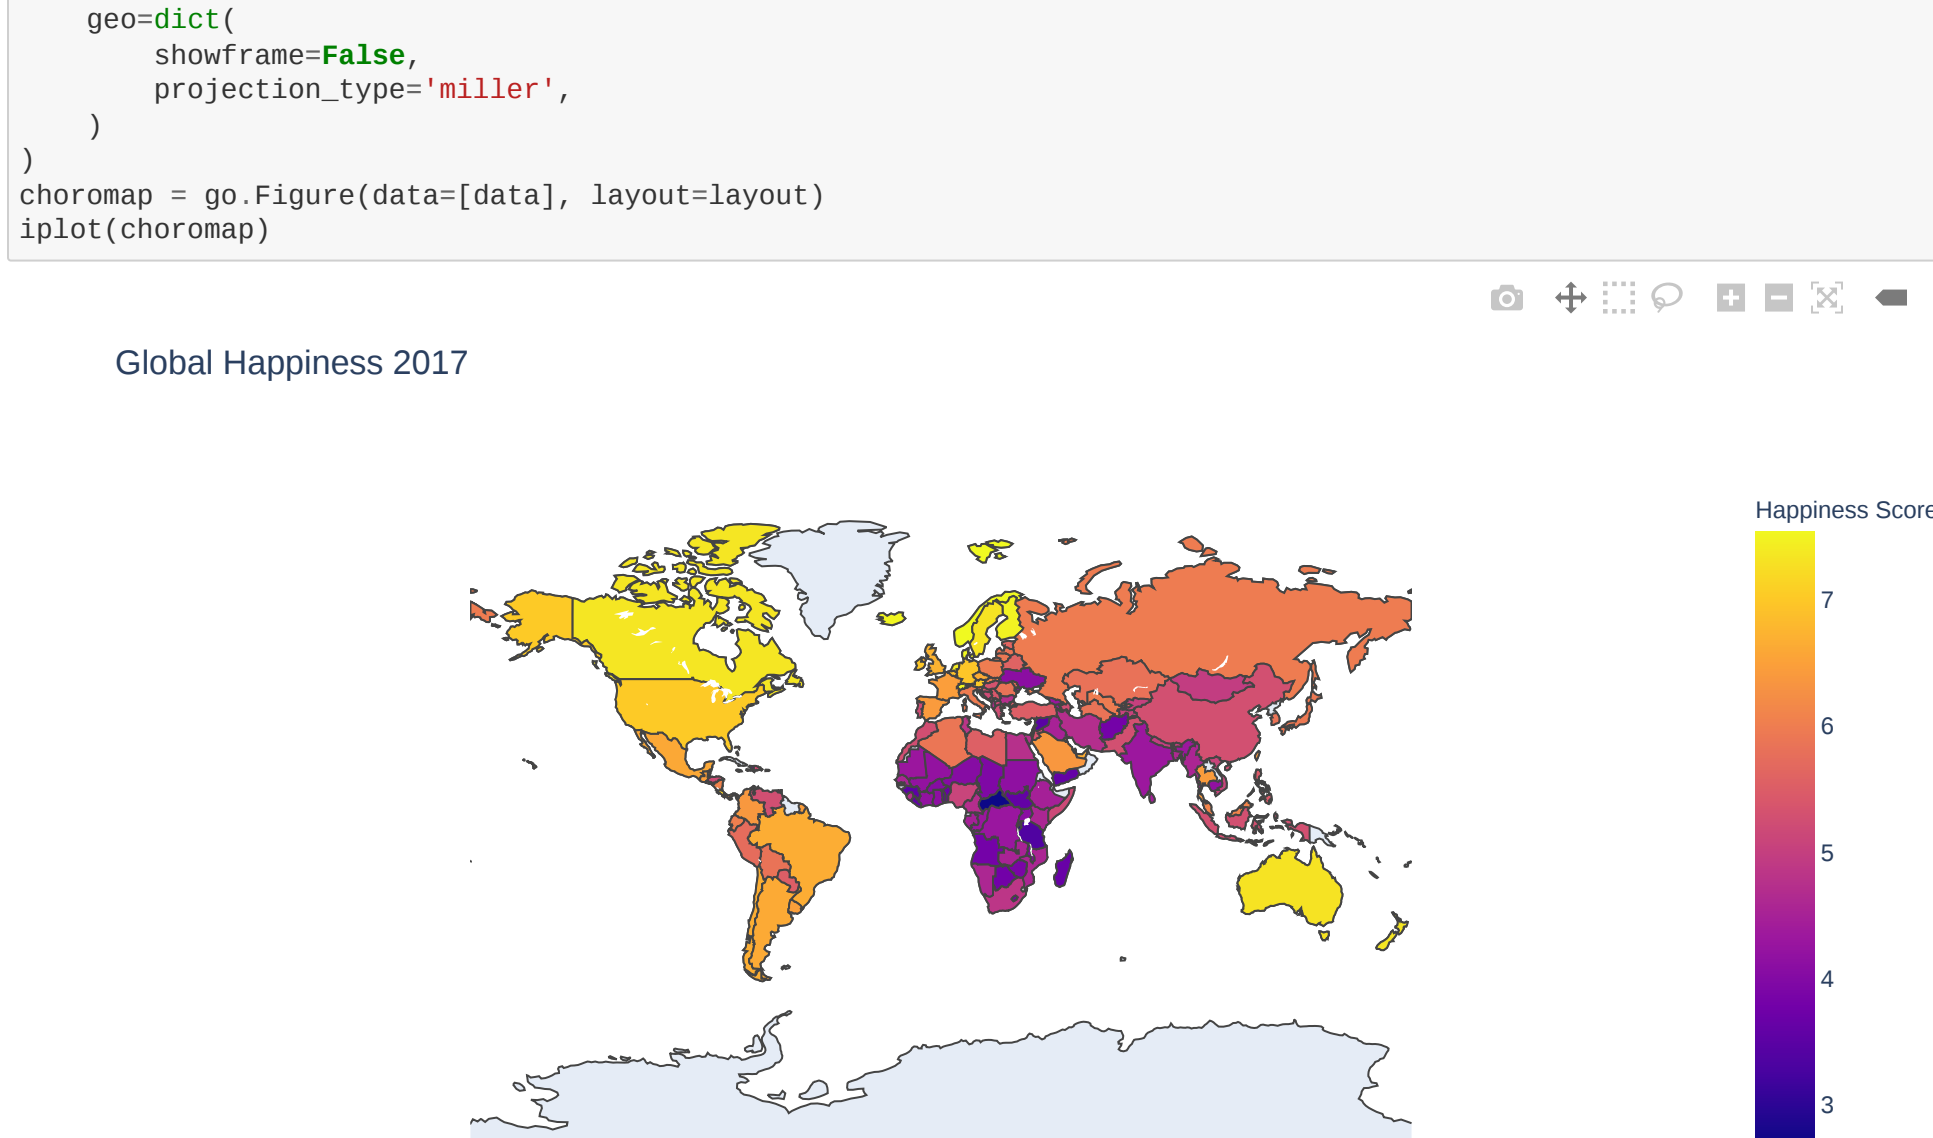 geo=dict(
showframe=False,
projection_type='miller',
)
)
choromap = go.Figure(data=[data], layout=layout)
iplot(choromap)
Global Happiness 2017
Happiness Score
7
6
5
4
3